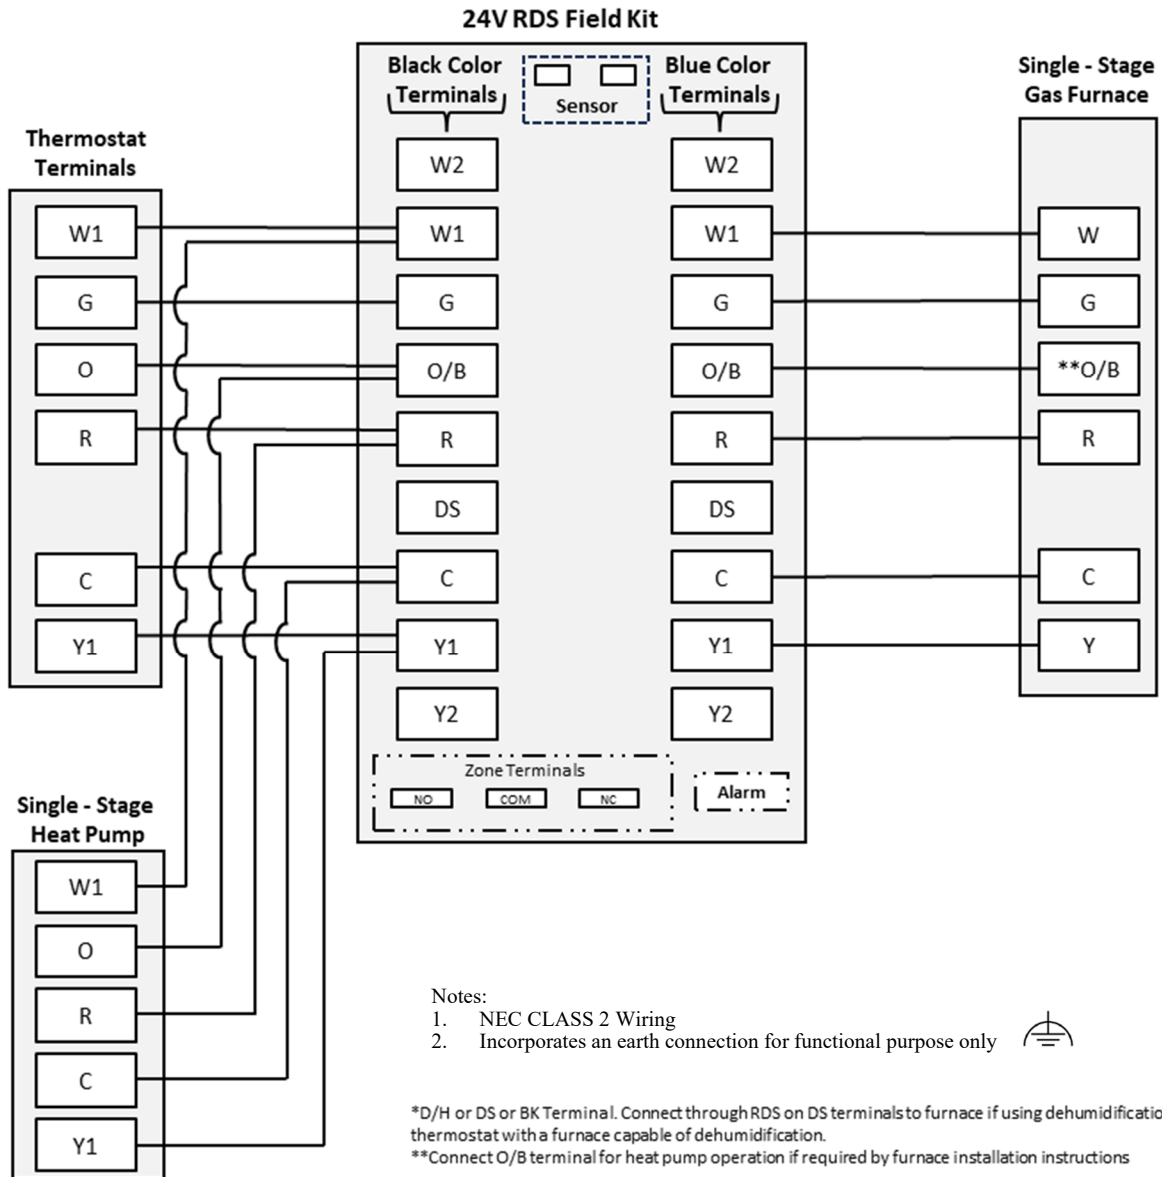 24V RDS Field Kit
Black Color
Terminals
Sensor
Blue Color
Terminals
Single - Stage
Gas Furnace
Thermostat
Terminals
W1
G
O
R
C
Y1
W2
W1
G
O/B
R
DS
C
Y1
Y2
W2
W1
G
O/B
R
DS
C
Y1
Y2
W
G
**O/B
R
C
Y
Zone Terminals
NO
COM
NC
Alarm
Single - Stage
Heat Pump
W1
O
R
C
Y1
Notes:
1. NEC CLASS 2 Wiring
2. Incorporates an earth connection for functional purpose only
*D/H or DS or BK Terminal. Connect through RDS on DS terminals to furnace if using dehumidificatio
thermostat with a furnace capable of dehumidification.
**Connect O/B terminal for heat pump operation if required by furnace installation instructions